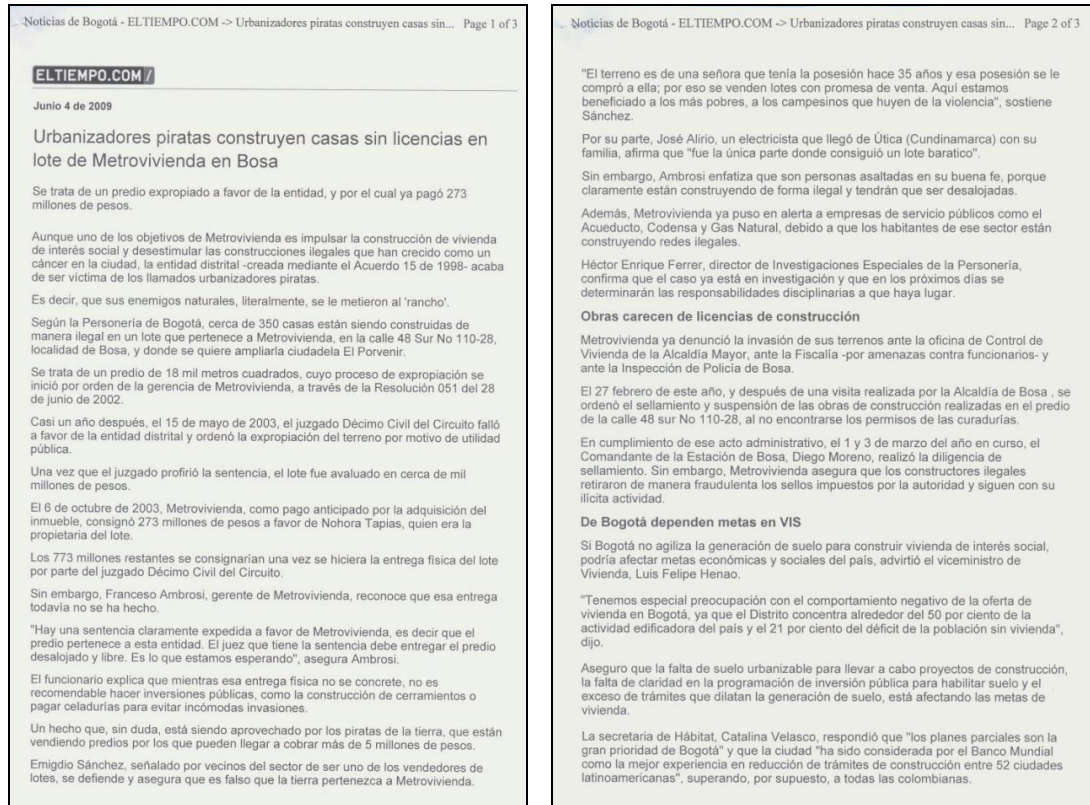 Noticias de Bogotá - ELTIEMPO.COM -> Urbanizadores piratas construyen casas sin... Page 1 of 3
ELTIEMPO.COM /
Junio 4 de 2009
Urbanizadores piratas construyen casas sin licencias en
lote de Metrovivienda en Bosa
Se trata de un predio expropiado a favor de la entidad, y por el cual ya pagó 273
millones de pesos.
Aunque uno de los objetivos de Metrovivienda es impulsar la construcción de vivienda
de interés social y desestimular las construcciones ilegales que han crecido como un
cáncer en la ciudad, la entidad distrital -creada mediante el Acuerdo 15 de 1998- acaba
de ser víctima de los llamados urbanizadores piratas.
Es decir, que sus enemigos naturales, literalmente, se le metieron al 'rancho'.
Según la Personería de Bogotá, cerca de 350 casas están siendo construidas de
manera ilegal en un lote que pertenece a Metrovivienda, en la calle 48 Sur No 110-28,
localidad de Bosa, y donde se quiere ampliarla ciudadela El Porvenir.
Se trata de un predio de 18 mil metros cuadrados, cuyo proceso de expropiación se
inició por orden de la gerencia de Metrovivienda, a través de la Resolución 051 del 28
de junio de 2002.
Casi un año después, el 15 de mayo de 2003, el juzgado Décimo Civil del Circuito falló
a favor de la entidad distrital y ordenó la expropiación del terreno por motivo de utilidad
pública.
Una vez que el juzgado profirió la sentencia, el lote fue avaluado en cerca de mil
millones de pesos.
El 6 de octubre de 2003, Metrovivienda, como pago anticipado por la adquisición del
inmueble, consignó 273 millones de pesos a favor de Nohora Tapias, quien era la
propietaria del lote.
Los 773 millones restantes se consignarían una vez se hiciera la entrega física del lote
por parte del juzgado Décimo Civil del Circuito.
Sin embargo, Franceso Ambrosi, gerente de Metrovivienda, reconoce que esa entrega
todavía no se ha hecho.
"Hay una sentencia claramente expedida a favor de Metrovivienda, es decir que el
predio pertenece a esta entidad. El juez que tiene la sentencia debe entregar el predio
desalojado y libre. Es lo que estamos esperando", asegura Ambrosi.
El funcionario explica que mientras esa entrega física no se concrete, no es
recomendable hacer inversiones públicas, como la construcción de cerramientos o
pagar celadurías para evitar incómodas invasiones.
Un hecho que, sin duda, está siendo aprovechado por los piratas de la tierra, que están
vendiendo predios por los que pueden llegar a cobrar más de 5 millones de pesos.
Emigdio Sánchez, señalado por vecinos del sector de ser uno de los vendedores de
lotes, se defiende y asegura que es falso que la tierra pertenezca a Metrovivienda.
Noticias de Bogotá - ELTIEMPO.COM -> Urbanizadores piratas construyen casas sin... Page 2 of 3
"El terreno es de una señora que tenía la posesión hace 35 años y esa posesión se le
compró a ella; por eso se venden lotes con promesa de venta. Aquí estamos
beneficiado a los más pobres, a los campesinos que huyen de la violencia", sostiene
Sánchez.
Por su parte, José Alirio, un electricista que llegó de Útica (Cundinamarca) con su
familia, afirma que "fue la única parte donde consiguió un lote baratico".
Sin embargo, Ambrosi enfatiza que son personas asaltadas en su buena fe, porque
claramente están construyendo de forma ilegal y tendrán que ser desalojadas.
Además, Metrovivienda ya puso en alerta a empresas de servicio públicos como el
Acueducto, Codensa y Gas Natural, debido a que los habitantes de ese sector están
construyendo redes ilegales.
Héctor Enrique Ferrer, director de Investigaciones Especiales de la Personería,
confirma que el caso ya está en investigación y que en los próximos días se
determinarán las responsabilidades disciplinarias a que haya lugar.
Obras carecen de licencias de construcción
Metrovivienda ya denunció la invasión de sus terrenos ante la oficina de Control de
Vivienda de la Alcaldía Mayor, ante la Fiscalía -por amenazas contra funcionarios- y
ante la Inspección de Policía de Bosa.
El 27 febrero de este año, y después de una visita realizada por la Alcaldía de Bosa , se
ordenó el sellamiento y suspensión de las obras de construcción realizadas en el predio
de la calle 48 sur No 110-28, al no encontrarse los permisos de las curadurías.
En cumplimiento de ese acto administrativo, el 1 y 3 de marzo del año en curso, el
Comandante de la Estación de Bosa, Diego Moreno, realizó la diligencia de
sellamiento. Sin embargo, Metrovivienda asegura que los constructores ilegales
retiraron de manera fraudulenta los sellos impuestos por la autoridad y siguen con su
ilícita actividad.
De Bogotá dependen metas en VIS
Si Bogotá no agiliza la generación de suelo para construir vivienda de interés social,
podría afectar metas económicas y sociales del país, advirtió el viceministro de
Vivienda, Luis Felipe Henao.
"Tenemos especial preocupación con el comportamiento negativo de la oferta de
vivienda en Bogotá, ya que el Distrito concentra alrededor del 50 por ciento de la
actividad edificadora del país y el 21 por ciento del déficit de la población sin vivienda",
dijo.
Aseguro que la falta de suelo urbanizable para llevar a cabo proyectos de construcción,
la falta de claridad en la programación de inversión pública para habilitar suelo y el
exceso de trámites que dilatan la generación de suelo, está afectando las metas de
vivienda.
La secretaria de Hábitat, Catalina Velasco, respondió que "los planes parciales son la
gran prioridad de Bogotá" y que la ciudad "ha sido considerada por el Banco Mundial
como la mejor experiencia en reducción de trámites de construcción entre 52 ciudades
latinoamericanas", superando, por supuesto, a todas las colombianas.